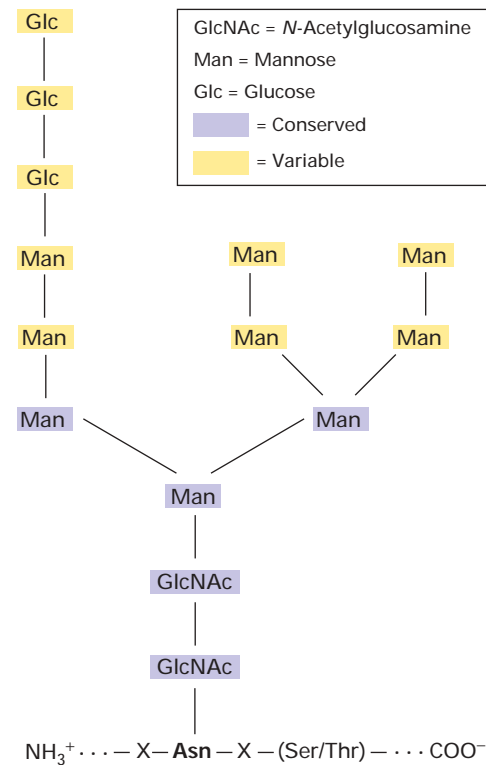 Glc
GlcNAc = N-Acetylglucosamine
Man = Mannose
Glc = Glucose
= Conserved
= Variable
Glc
Glc
Man
Man
Man
Man
Man
Man
Man
Man
Man
GlcNAc
GlcNAc
NH₃⁺ · · · — X — Asn — X — (Ser/Thr) — · · · COO⁻